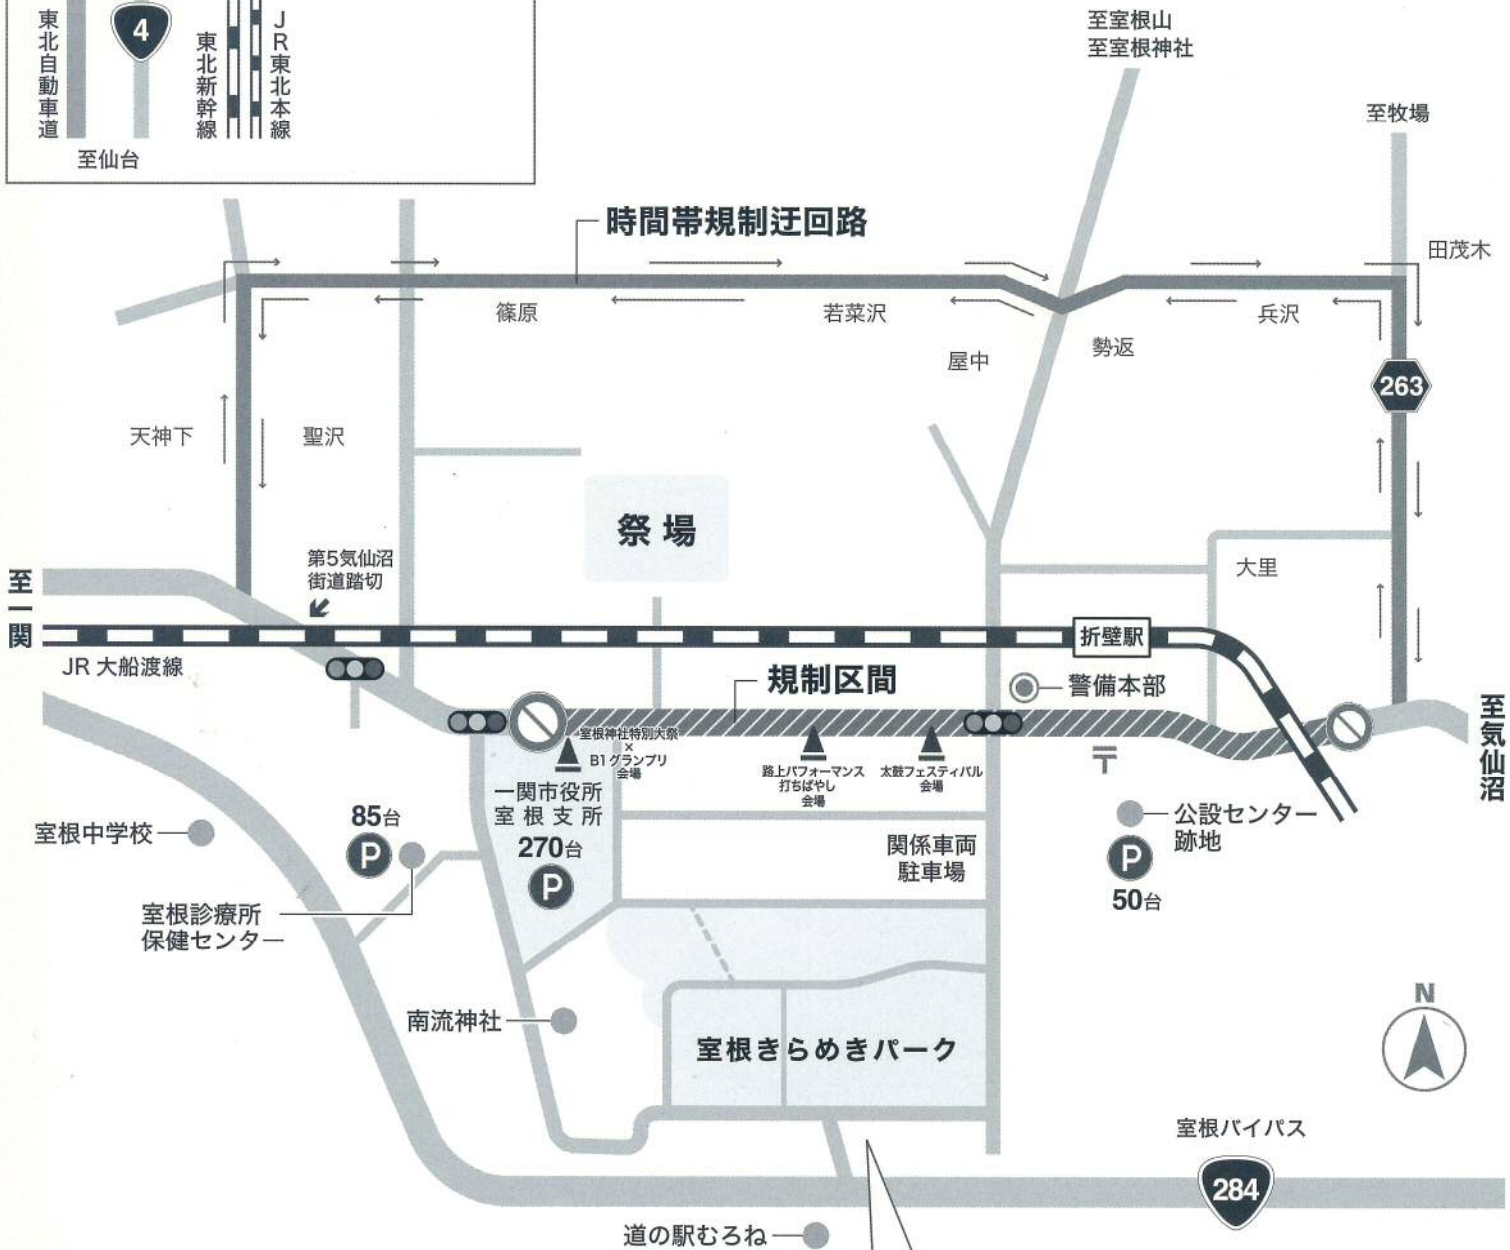 東北自動車道
4
東北新幹線
JR東北本線
至仙台
至室根山
至室根神社
至牧場
時間帯規制迂回路
田茂木
篠原
若菜沢
兵沢
屋中
勢返
263
天神下
聖沢
祭場
第5気仙沼
街道踏切
大里
至一関
JR 大船渡線
折壁駅
規制区間
警備本部
至気仙沼
室根神社特別大祭
×
B1グランプリ
会場
路上パフォーマンス
打ちばやし
会場
太鼓フェスティバル
会場
〒
一関市役所
室根支所
270台
P
85台
P
室根中学校
公設センター
跡地
P
50台
関係車両
駐車場
室根診療所
保健センター
南流神社
室根きらめきパーク
N
室根バイパス
284
道の駅むろね